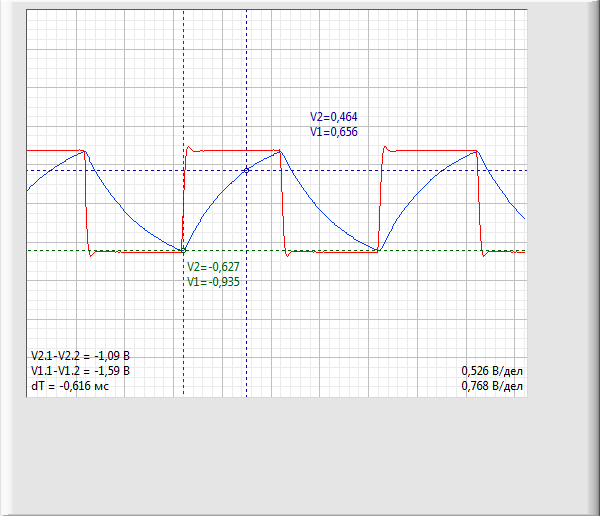 V2=0,464
V1=0,656
V2=-0,627
V1=-0,935
V2.1-V2.2 = -1,09 В
V1.1-V1.2 = -1,59 В
0,526 В/дел
dT = -0,616 мс
0,768 В/дел